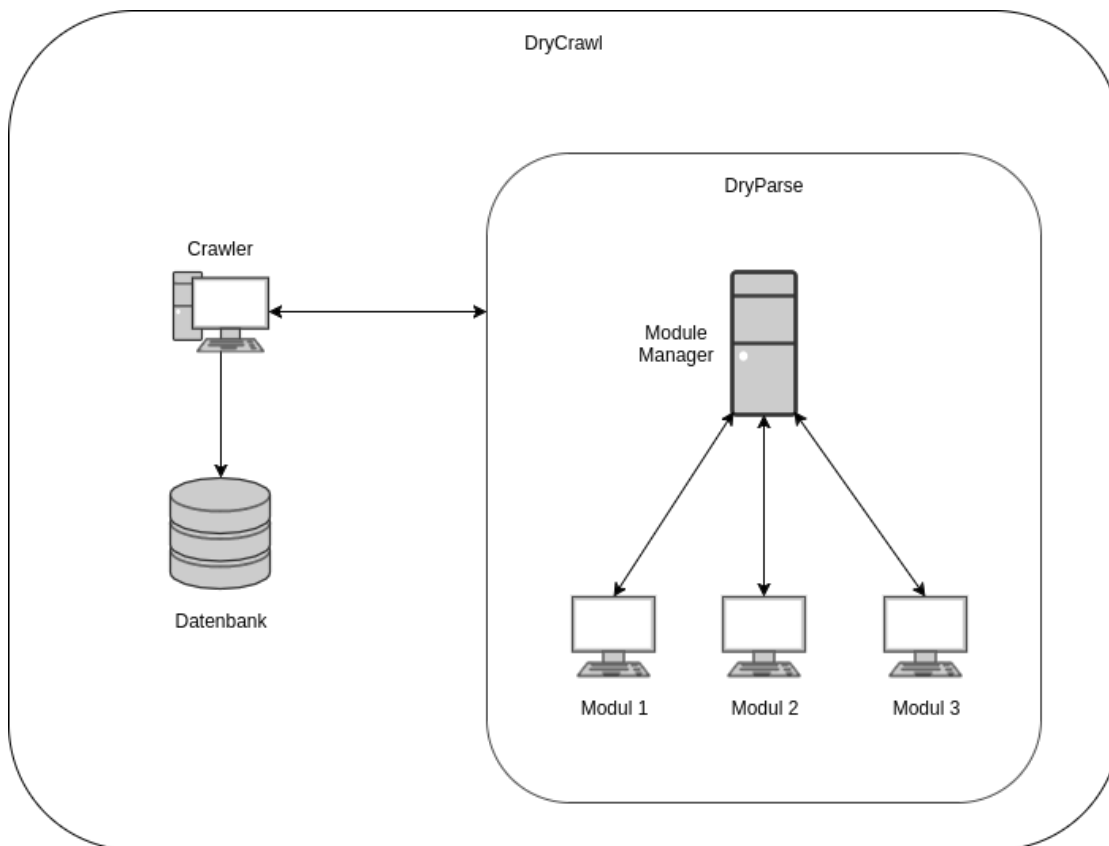 DryCrawl
DryParse
Crawler
Module
Manager
Datenbank
Modul 1
Modul 2
Modul 3